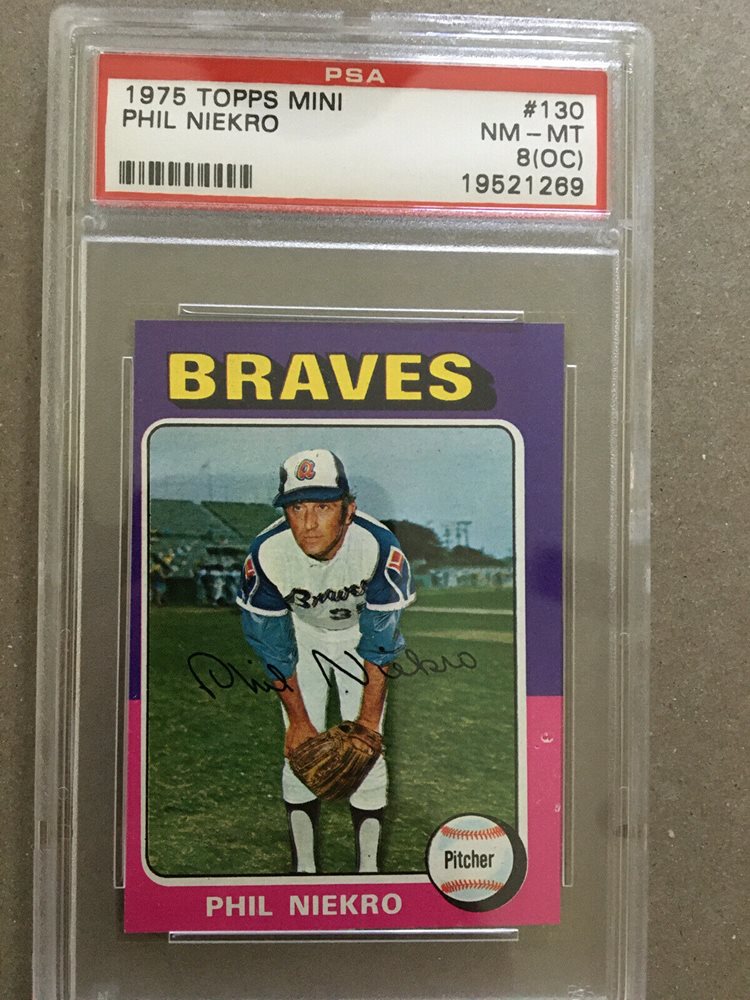 PSA
1975 TOPPS MINI #130
PHIL NIEKRO NM-MT
8(OC)
19521269
BRAVES
a
Braves
35
Phil Niekro
Pitcher
PHIL NIEKRO